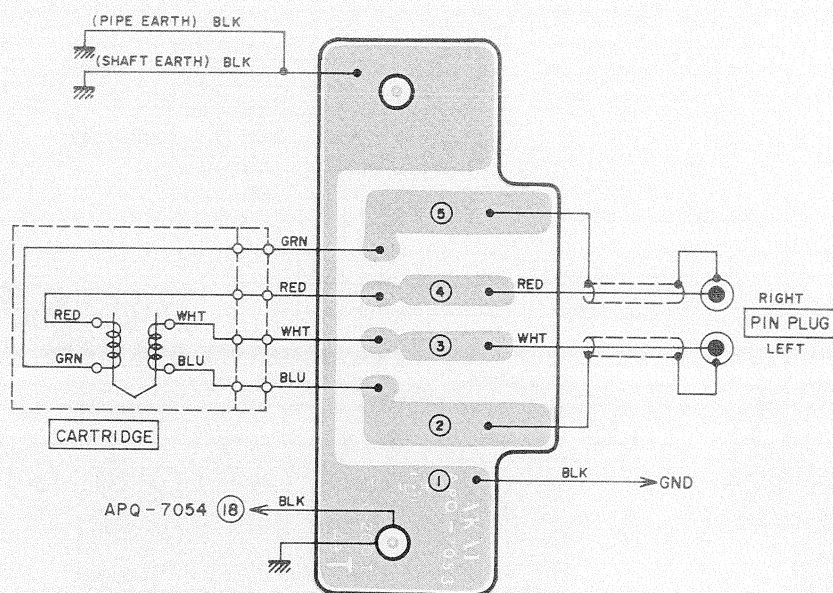 (PIPE EARTH) BLK
(SHAFT EARTH) BLK
5
GRN
RED
4
RED
RIGHT
PIN PLUG
LEFT
RED
WHT
WHT
3
WHT
GRN
BLU
BLU
2
CARTRIDGE
1
BLK
GND
APQ-7054 18
BLK